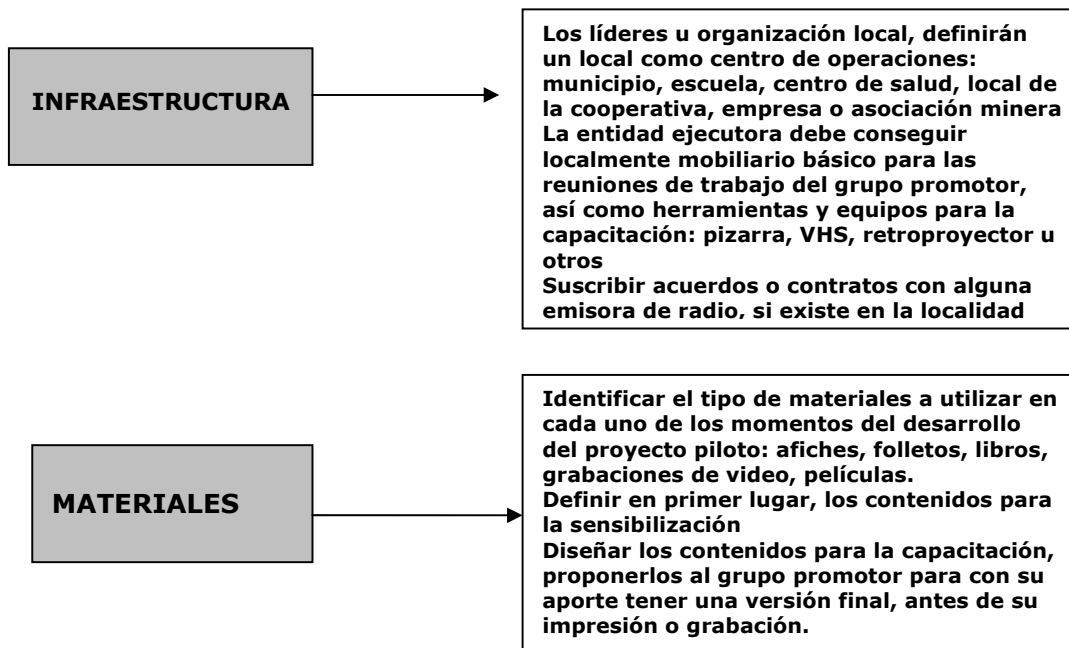 INFRAESTRUCTURA
Los líderes u organización local, definirán
un local como centro de operaciones:
municipio, escuela, centro de salud, local de
la cooperativa, empresa o asociación minera
La entidad ejecutora debe conseguir
localmente mobiliario básico para las
reuniones de trabajo del grupo promotor,
así como herramientas y equipos para la
capacitación: pizarra, VHS, retroproyector u
otros
Suscribir acuerdos o contratos con alguna
emisora de radio, si existe en la localidad
MATERIALES
Identificar el tipo de materiales a utilizar en
cada uno de los momentos del desarrollo
del proyecto piloto: afiches, folletos, libros,
grabaciones de video, películas.
Definir en primer lugar, los contenidos para
la sensibilización
Diseñar los contenidos para la capacitación,
proponerlos al grupo promotor para con su
aporte tener una versión final, antes de su
impresión o grabación.